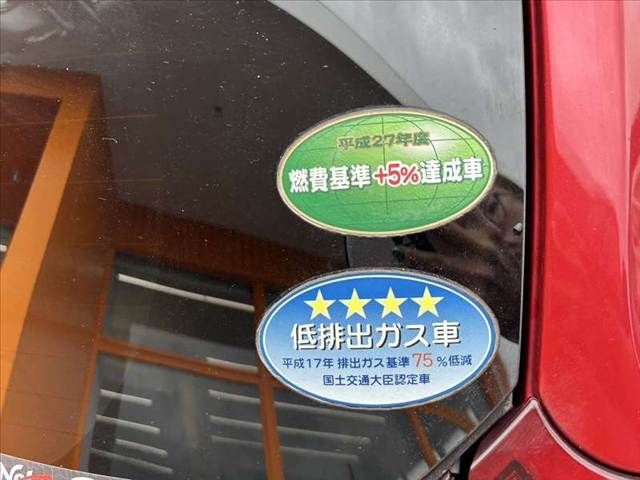 平成27年度
燃費基準+5%達成車
★★★★
低排出ガス車
平成17年 排出ガス基準75%低減
国土交通大臣認定車